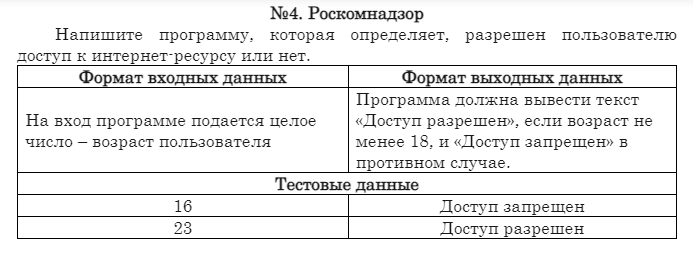 №4. Роскомнадзор
Напишите программу, которая определяет, разрешен пользователю
доступ к интернет-ресурсу или нет.
Формат входных данных
Формат выходных данных
На вход программе подается целое
число – возраст пользователя
Программа должна вывести текст
«Доступ разрешен», если возраст не
менее 18, и «Доступ запрещен» в
противном случае.
Тестовые данные
16
Доступ запрещен
23
Доступ разрешен